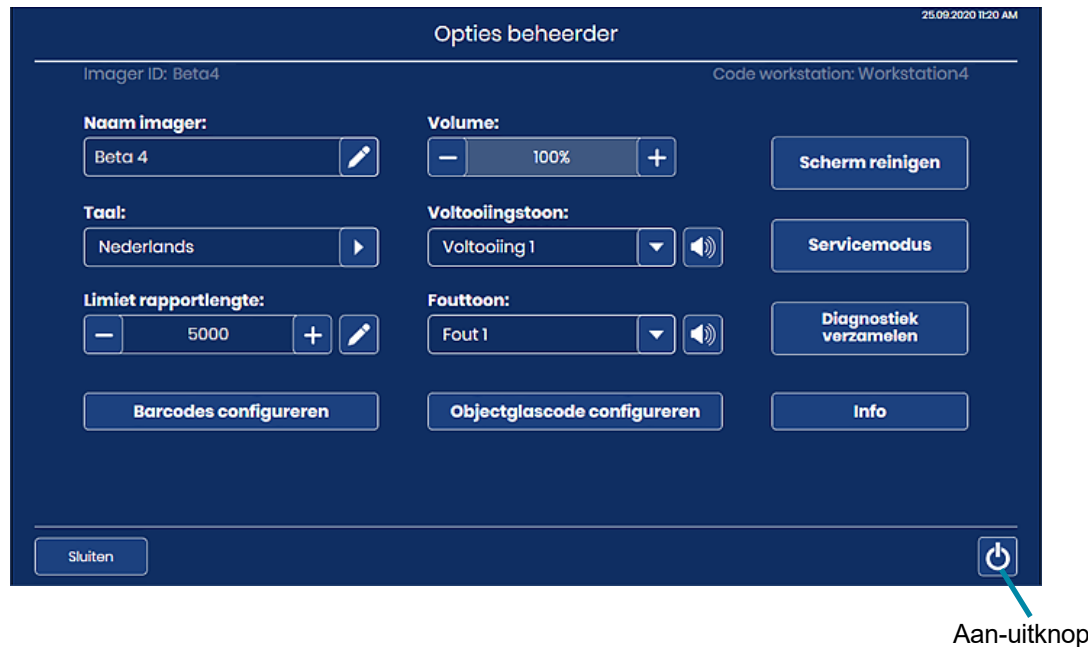 25.09.2020 11:20 AM
Opties beheerder
Imager ID: Beta4
Code workstation: Workstation4
Naam imager:
Beta 4
Volume:
100%
Scherm reinigen
Taal:
Nederlands
Voltooiingstoon:
Voltooiing 1
Servicemodus
Limiet rapportlengte:
5000
Fouttoon:
Fout 1
Diagnostiek
verzamelen
Barcodes configureren
Objectglascode configureren
Info
Sluiten
Aan-uitknop